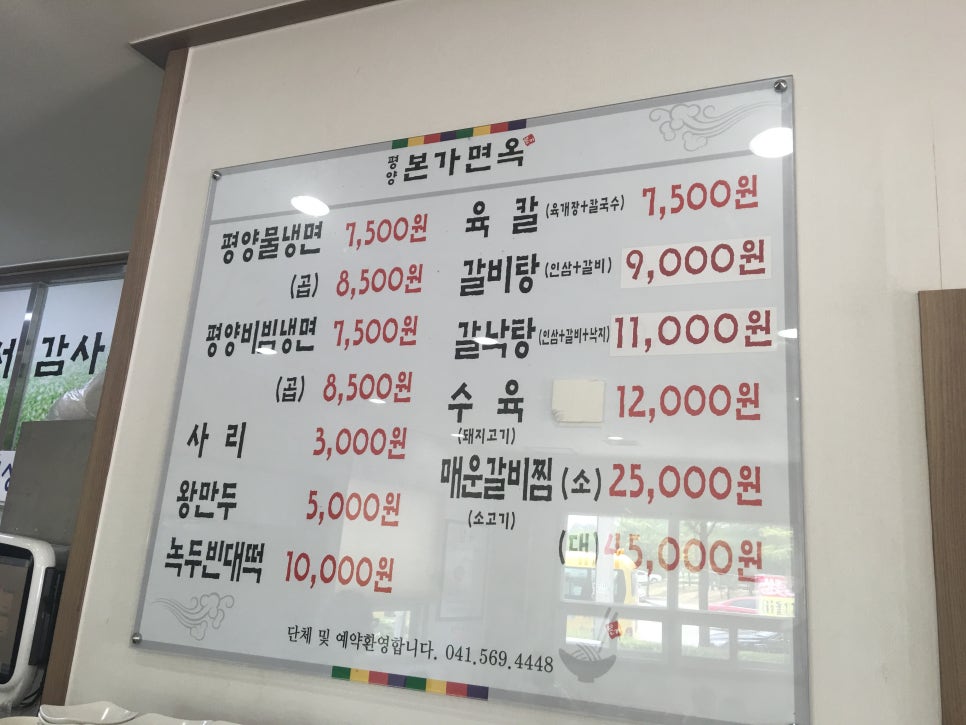 평양 본가면옥
평양물냉면 7,500원
(곱) 8,500원
평양비빔냉면 7,500원
(곱) 8,500원
사리 3,000원
왕만두 5,000원
녹두빈대떡 10,000원
육칼 (육개장+칼국수) 7,500원
갈비탕 (인삼+갈비) 9,000원
갈낙탕 (인삼+갈비+낙지) 11,000원
수육 12,000원
(돼지고기)
매운갈비찜 (소) 25,000원
(소고기)
(대) 45,000원
단체 및 예약환영합니다. 041.569.4448
감사